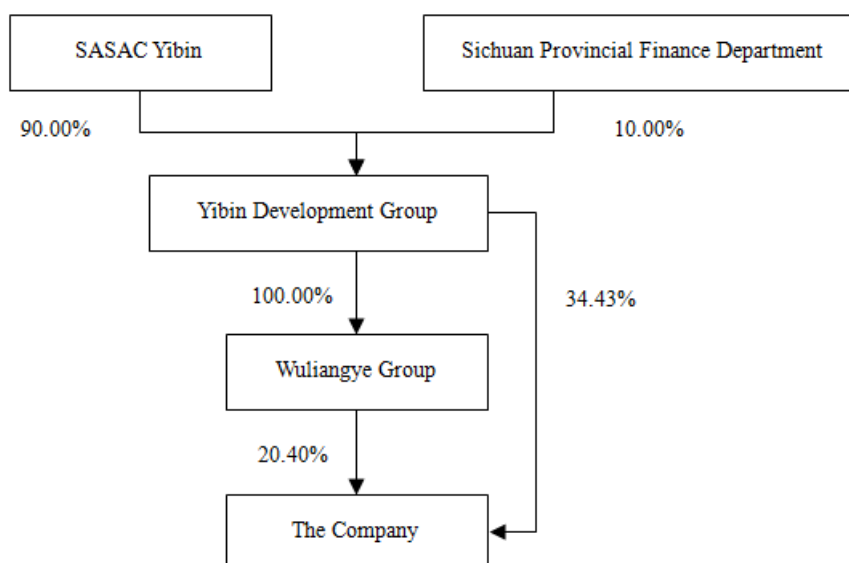 SASAC Yibin
Sichuan Provincial Finance Department
90.00%
10.00%
Yibin Development Group
100.00%
34.43%
Wuliangye Group
20.40%
The Company